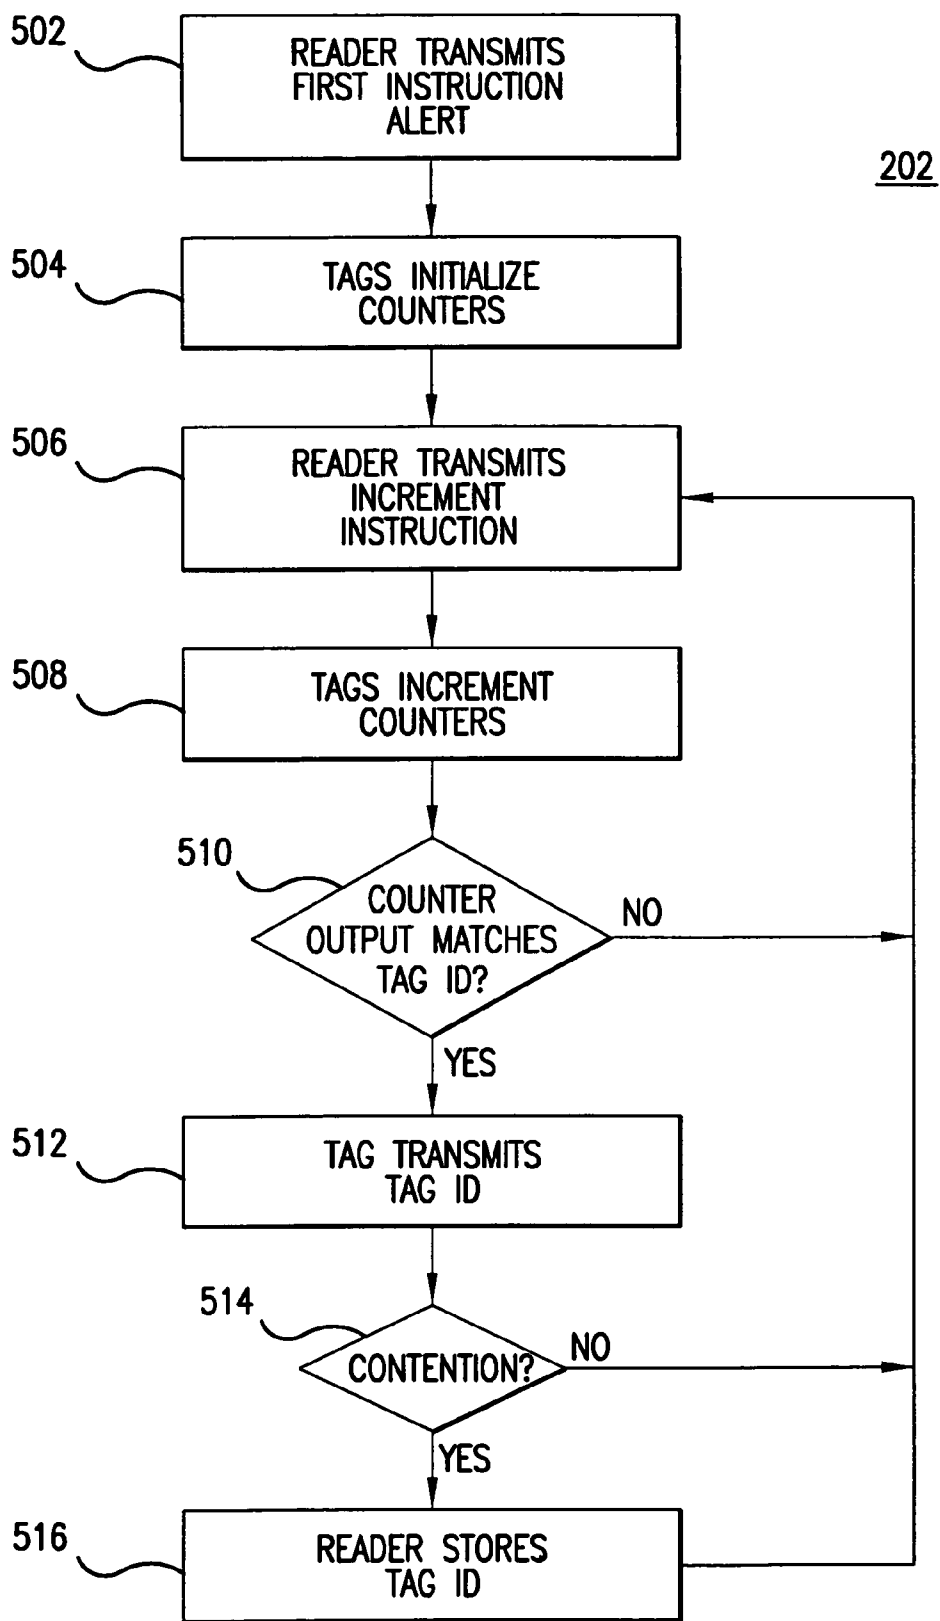 502
READER TRANSMITS
FIRST INSTRUCTION
ALERT
202
504
TAGS INITIALIZE
COUNTERS
506
READER TRANSMITS
INCREMENT
INSTRUCTION
508
TAGS INCREMENT
COUNTERS
510
COUNTER
OUTPUT MATCHES
TAG ID?
NO
YES
512
TAG TRANSMITS
TAG ID
514
CONTENTION?
NO
YES
516
READER STORES
TAG ID